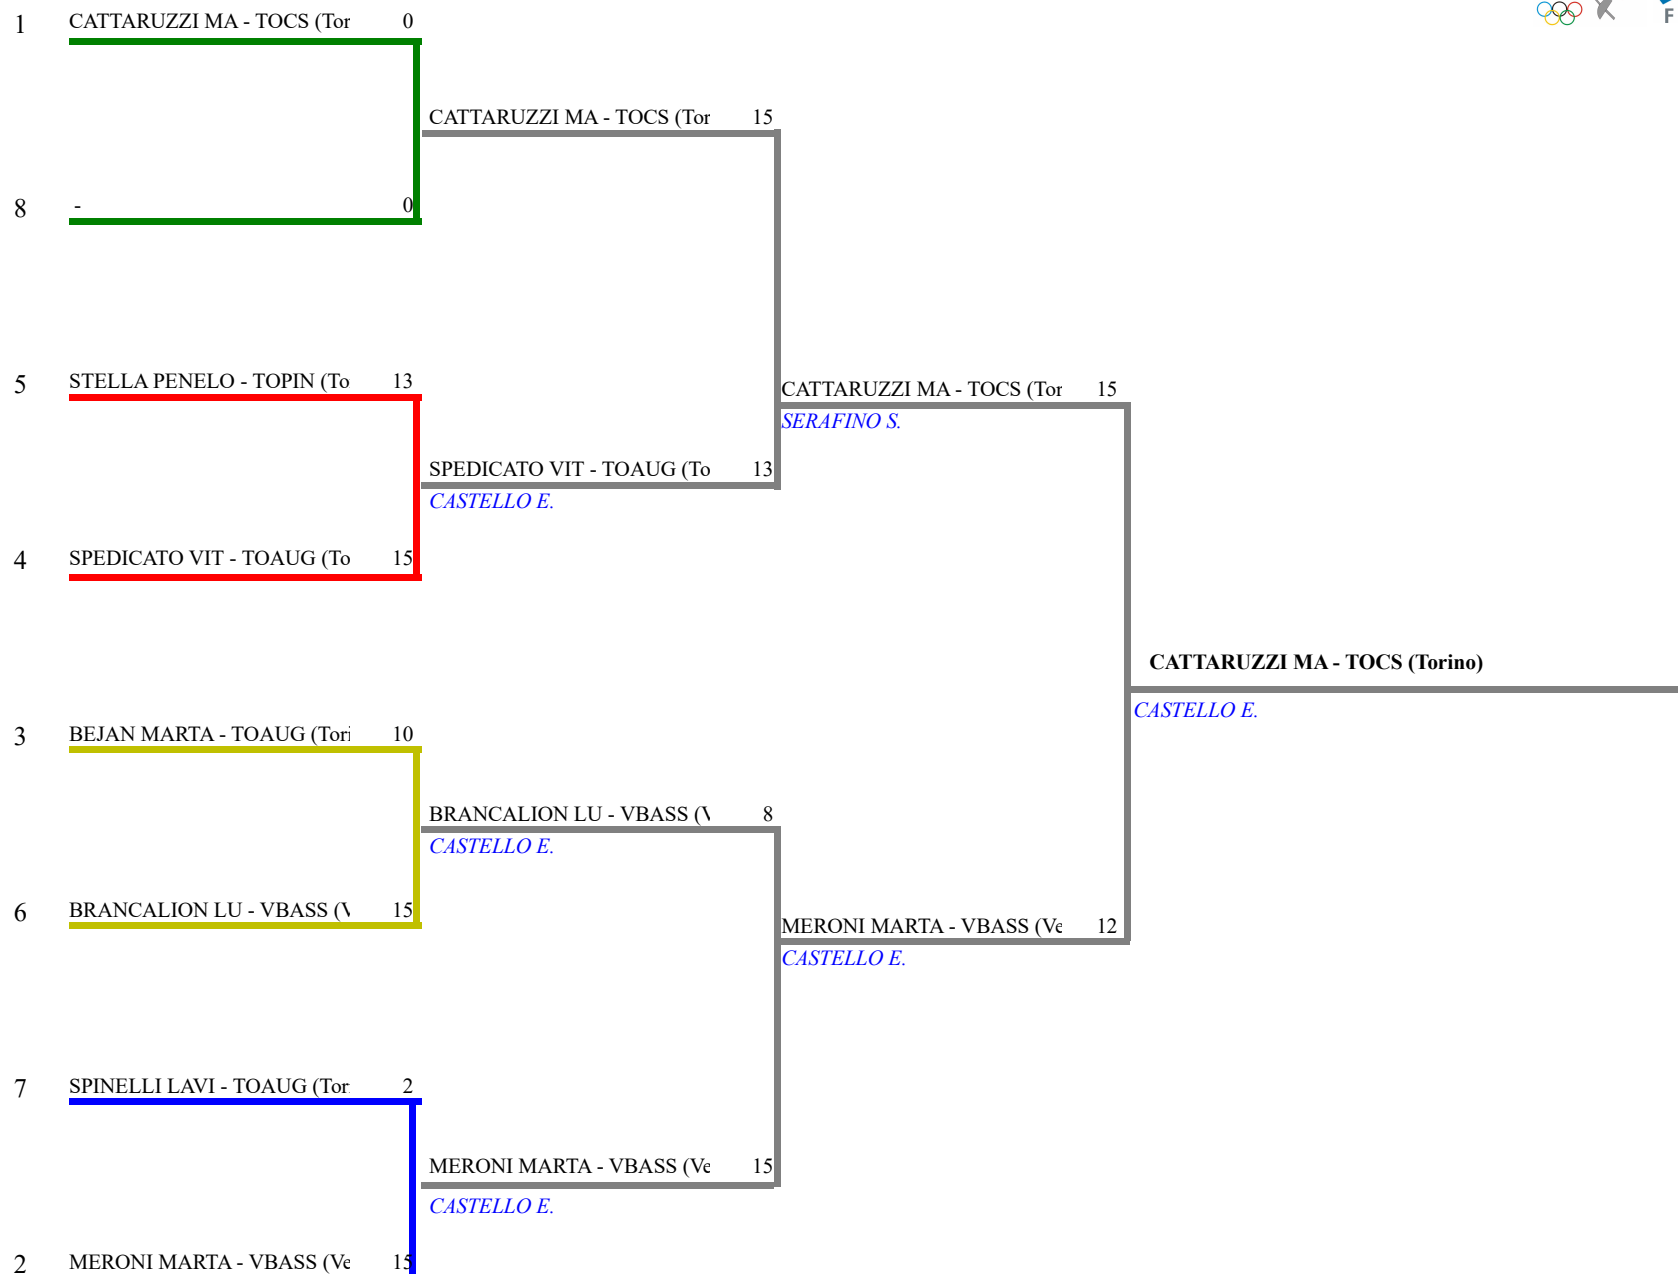 1 CATTARUZZI MA - TOCS (Tor 0
F
CATTARUZZI MA - TOCS (Tor 15
8 - 0
5 STELLA PENELO - TOPIN (To 13
CATTARUZZI MA - TOCS (Tor 15
SERAFINO S.
SPEDICATO VIT - TOAUG (To 13
CASTELLO E.
4 SPEDICATO VIT - TOAUG (To 15
CATTARUZZI MA - TOCS (Torino)
CASTELLO E.
3 BEJAN MARTA - TOAUG (Tori 10
BRANCALION LU - VBASS (V 8
CASTELLO E.
6 BRANCALION LU - VBASS (V 15
MERONI MARTA - VBASS (Ve 12
CASTELLO E.
7 SPINELLI LAVI - TOAUG (Tor 2
MERONI MARTA - VBASS (Ve 15
CASTELLO E.
2 MERONI MARTA - VBASS (Ve 15